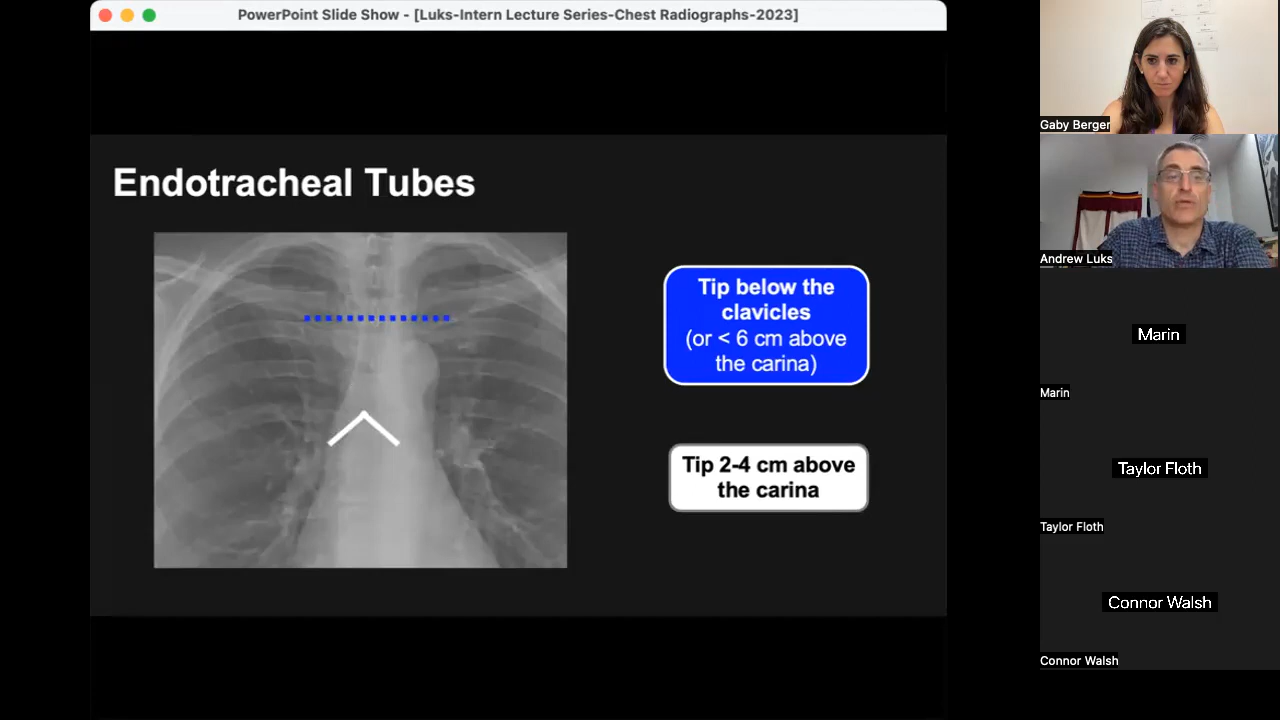 PowerPoint Slide Show - [Luks-Intern Lecture Series-Chest Radiographs-2023]
Endotracheal Tubes
Tip below the
clavicles
(or < 6 cm above
the carina)
Tip 2-4 cm above
the carina
Gaby Berger
Andrew Luks
Marin
Marin
Taylor Floth
Taylor Floth
Connor Walsh
Connor Walsh